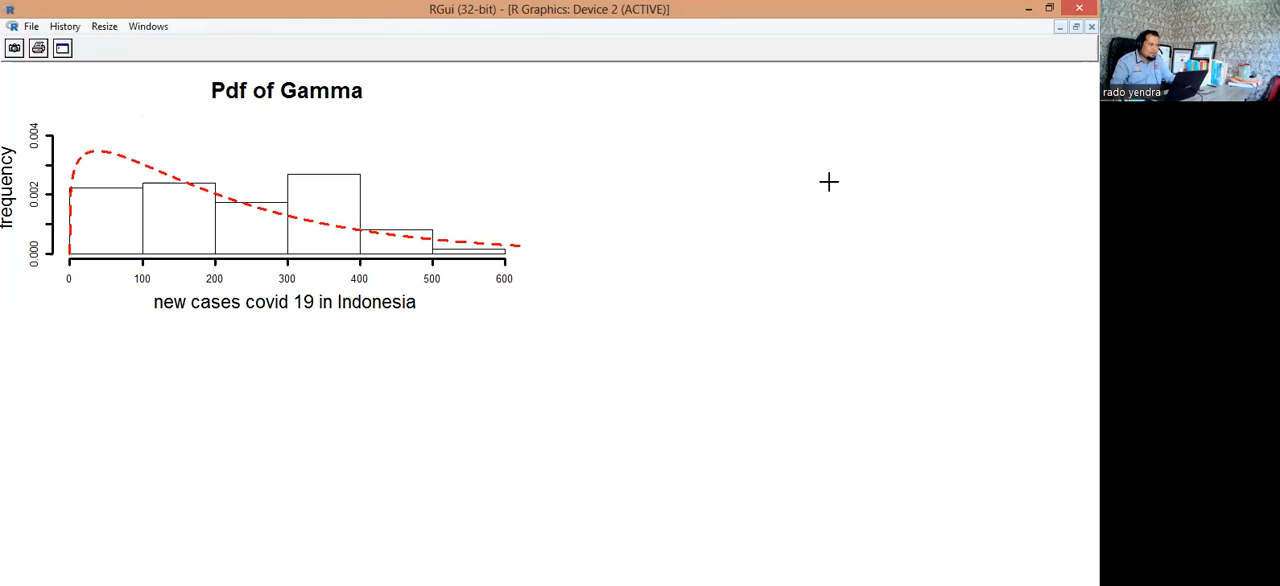 RGui (32-bit) - [R Graphics: Device 2 (ACTIVE)]
File History Resize Windows
rado yendra
Pdf of Gamma
frequency
0.004
0.002
0.000
0 100 200 300 400 500 600
new cases covid 19 in Indonesia